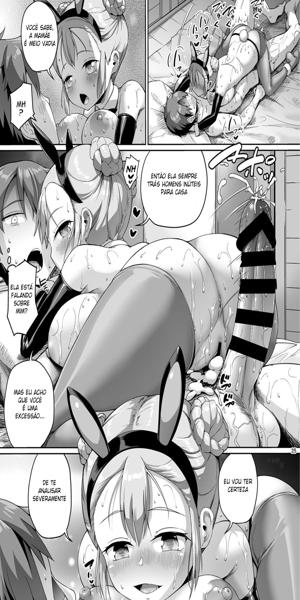 VOCÊ SABE,
A MAMÃE
É MEIO VADIA
MH
?
NH
ENTÃO ELA SEMPRE
TRÁS HOMENS INÚTEIS
PARA CASA
ELA ESTÁ
FALANDO
SOBRE
MIM?
MAS EU ACHO
QUE VOCÊ
É UMA
EXCESSÃO...
EU VOU TER
CERTEZA
DE TE
ANALISAR
SEVERAMENTE